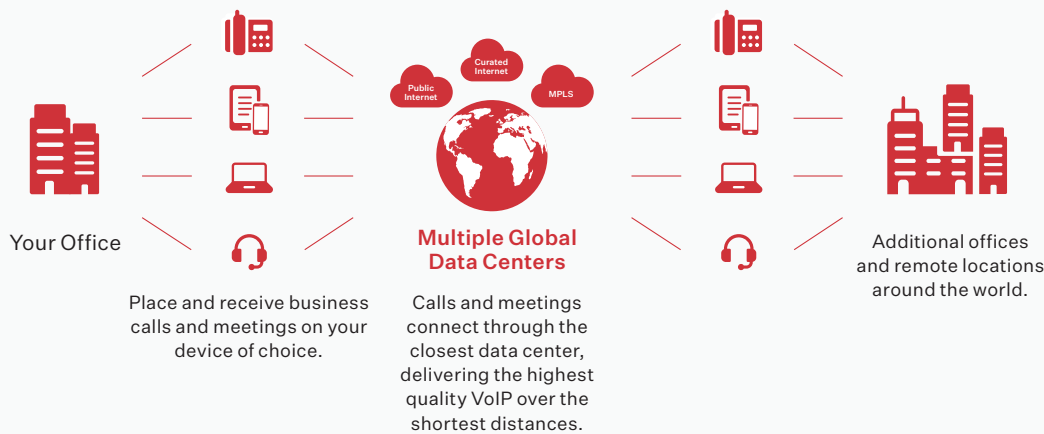 Curated
Internet
Public
Internet
MPLS
Your Office
Place and receive business
calls and meetings on your
device of choice.
Multiple Global
Data Centers
Calls and meetings
connect through the
closest data center,
delivering the highest
quality VoIP over the
shortest distances.
Additional offices
and remote locations
around the world.